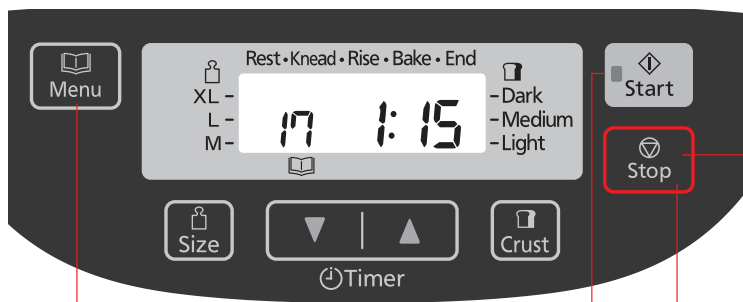 Menu
Rest • Knead • Rise • Bake • End
XL –
L –
M –
17 1:15
– Dark
– Medium
– Light
Start
Stop
Size
Timer
Crust